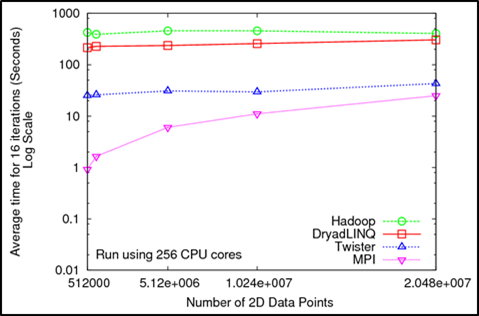 1000
100
10
1
0.1
0.01
Average time for 16 iterations (Seconds)
Log Scale
Hadoop
DryadLINQ
Twister
MPI
Run using 256 CPU cores
512000
5.12e+006
1.024e+007
2.048e+007
Number of 2D Data Points